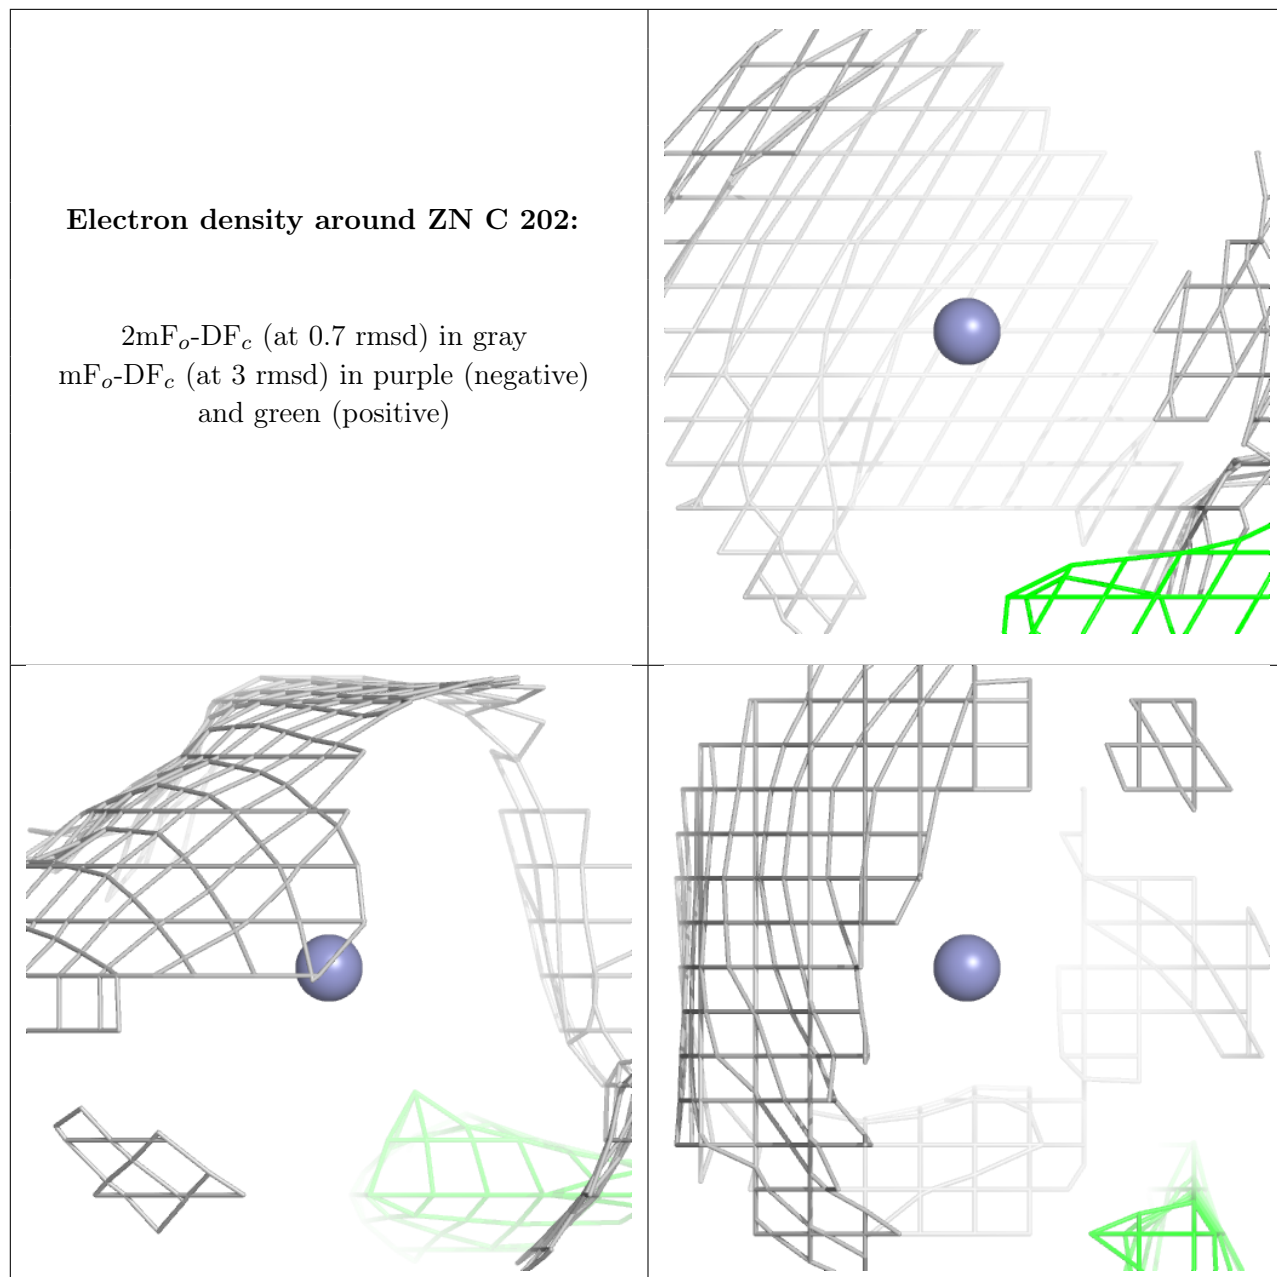 Electron density around ZN C 202:
2mFo-DFc (at 0.7 rmsd) in gray
mFo-DFc (at 3 rmsd) in purple (negative)
and green (positive)